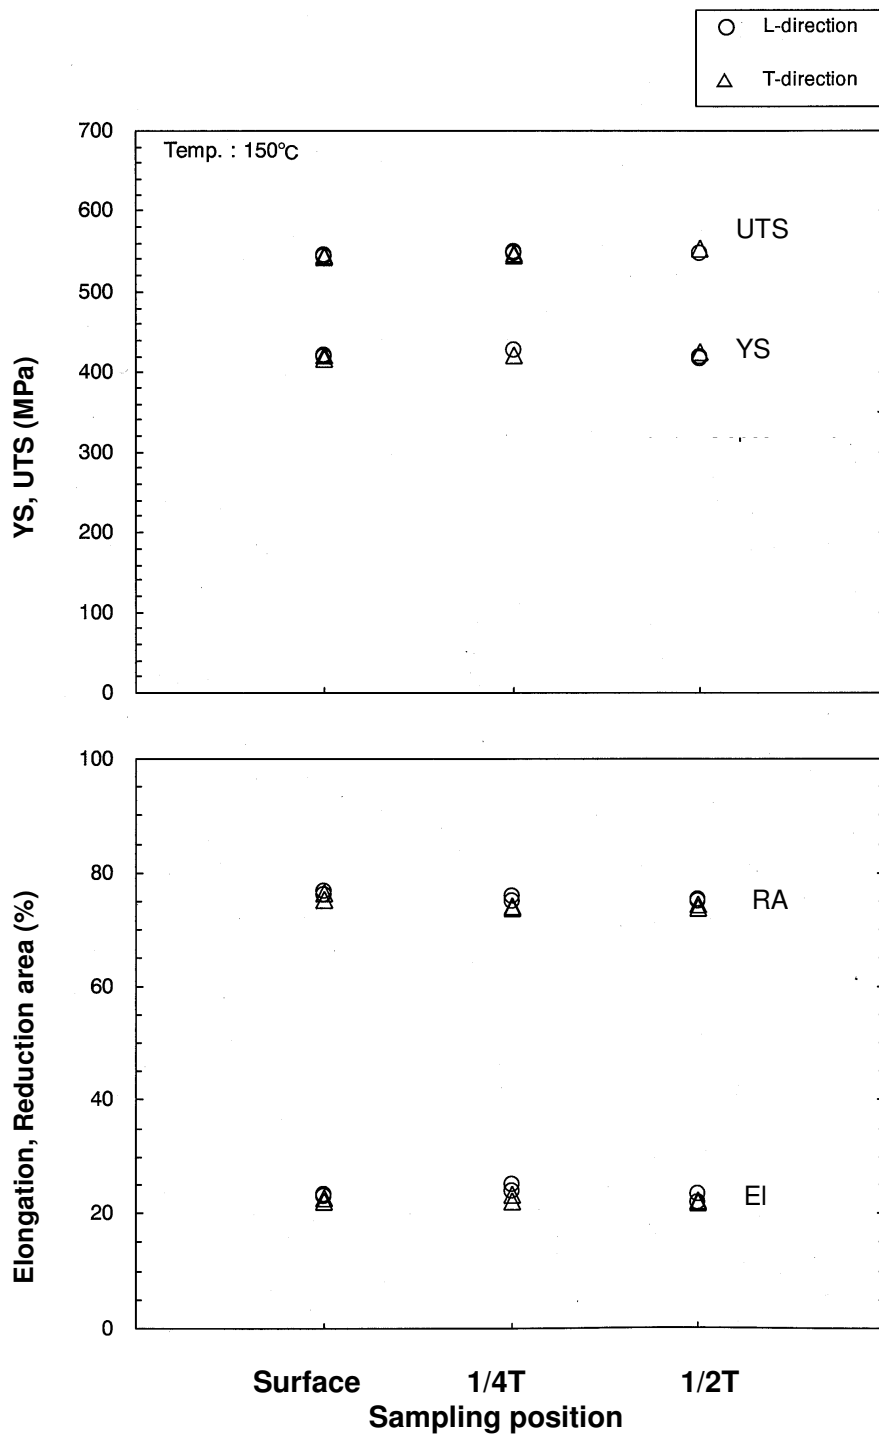 L-direction
T-direction
700
Temp. : 150°C
600
UTS
500
YS
400
300
200
100
0
YS, UTS (MPa)
100
80
RA
60
40
El
20
0
Elongation, Reduction area (%)
Surface 1/4T 1/2T
Sampling position